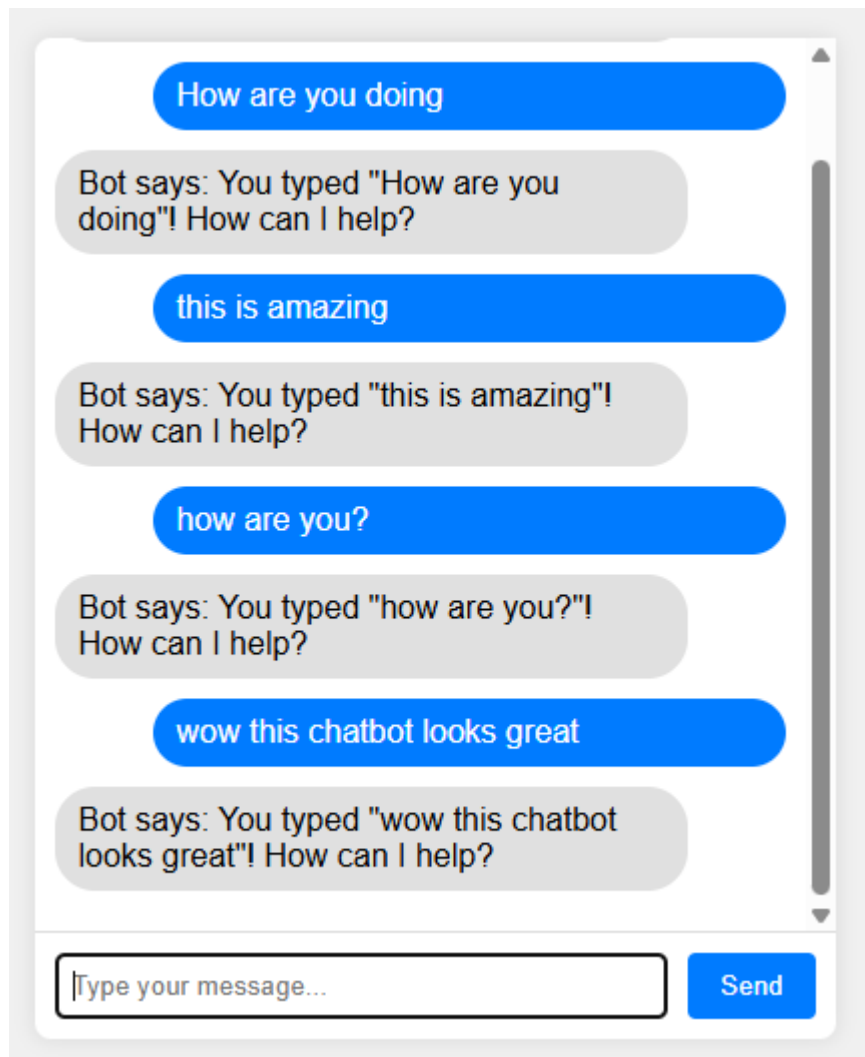 How are you doing
Bot says: You typed "How are you
doing"! How can I help?
this is amazing
Bot says: You typed "this is amazing"!
How can I help?
how are you?
Bot says: You typed "how are you?"!
How can I help?
wow this chatbot looks great
Bot says: You typed "wow this chatbot
looks great"! How can I help?
Type your message...
Send